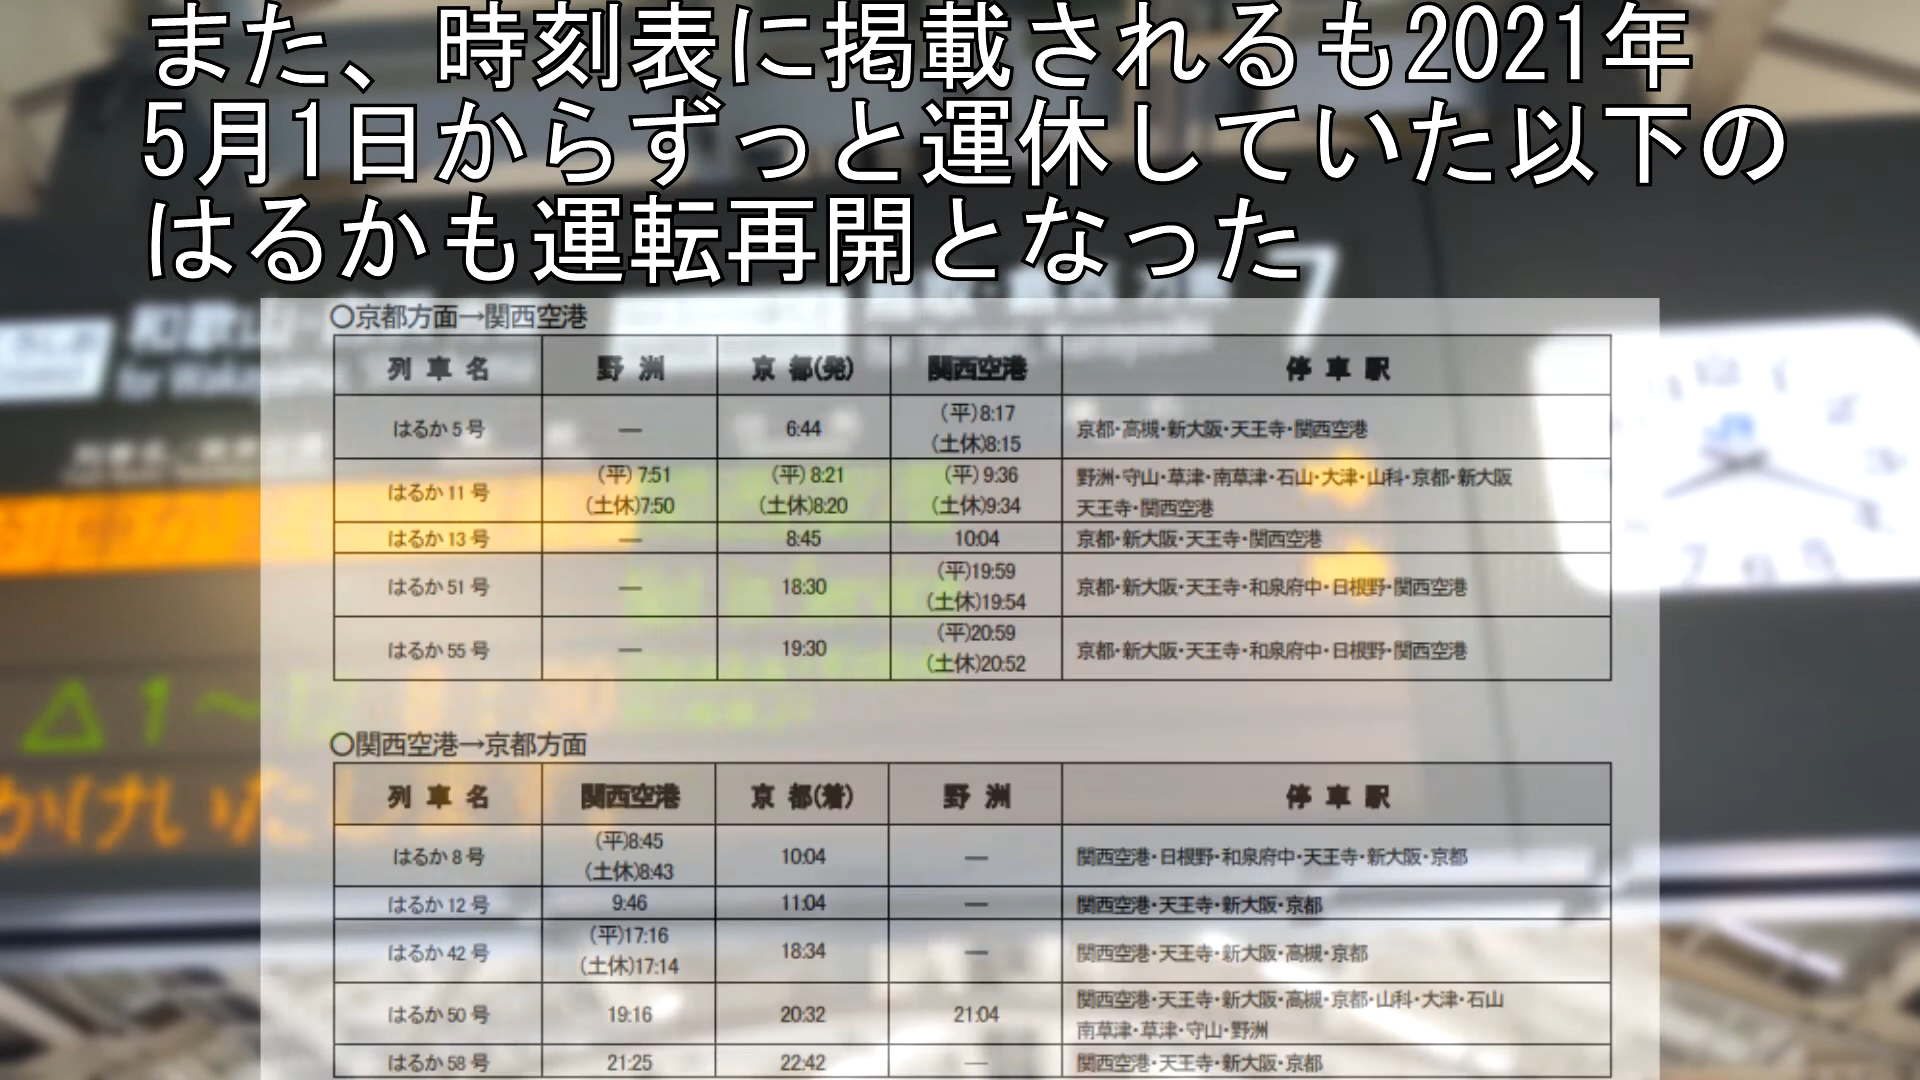 また、時刻表に掲載されるも2021年
5月1日からずっと運休していた以下の
はるかも運転再開となった
〇京都方面→関西空港
列 車 名 野 洲 京 都(発) 関西空港 停 車 駅
はるか 5 号 ― 6:44 (平)8:17 (土休)8:15 京都・高槻・新大阪・天王寺・関西空港
はるか 11 号 (平) 7:51 (土休)7:50 (平) 8:21 (土休)8:20 (平) 9:36 (土休)9:34 野洲・守山・草津・南草津・石山・大津・山科・京都・新大阪
天王寺・関西空港
はるか 13 号 ― 8:45 10:04 京都・新大阪・天王寺・関西空港
はるか 51 号 ― 18:30 (平)19:59 (土休)19:54 京都・新大阪・天王寺・和泉府中・日根野・関西空港
はるか 55 号 ― 19:30 (平)20:59 (土休)20:52 京都・新大阪・天王寺・和泉府中・日根野・関西空港
〇関西空港→京都方面
列 車 名 関西空港 京 都(着) 野 洲 停 車 駅
はるか 8 号 (平)8:45 (土休)8:43 10:04 ― 関西空港・日根野・和泉府中・天王寺・新大阪・京都
はるか 12 号 9:46 11:04 ― 関西空港・天王寺・新大阪・京都
はるか 42 号 (平)17:16 (土休)17:14 18:34 ― 関西空港・天王寺・新大阪・高槻・京都
はるか 50 号 19:16 20:32 21:04 関西空港・天王寺・新大阪・高槻・京都・山科・大津・石山
南草津・草津・守山・野洲
はるか 58 号 21:25 22:42 ― 関西空港・天王寺・新大阪・京都
和歌山
7
△1～
かけいたし